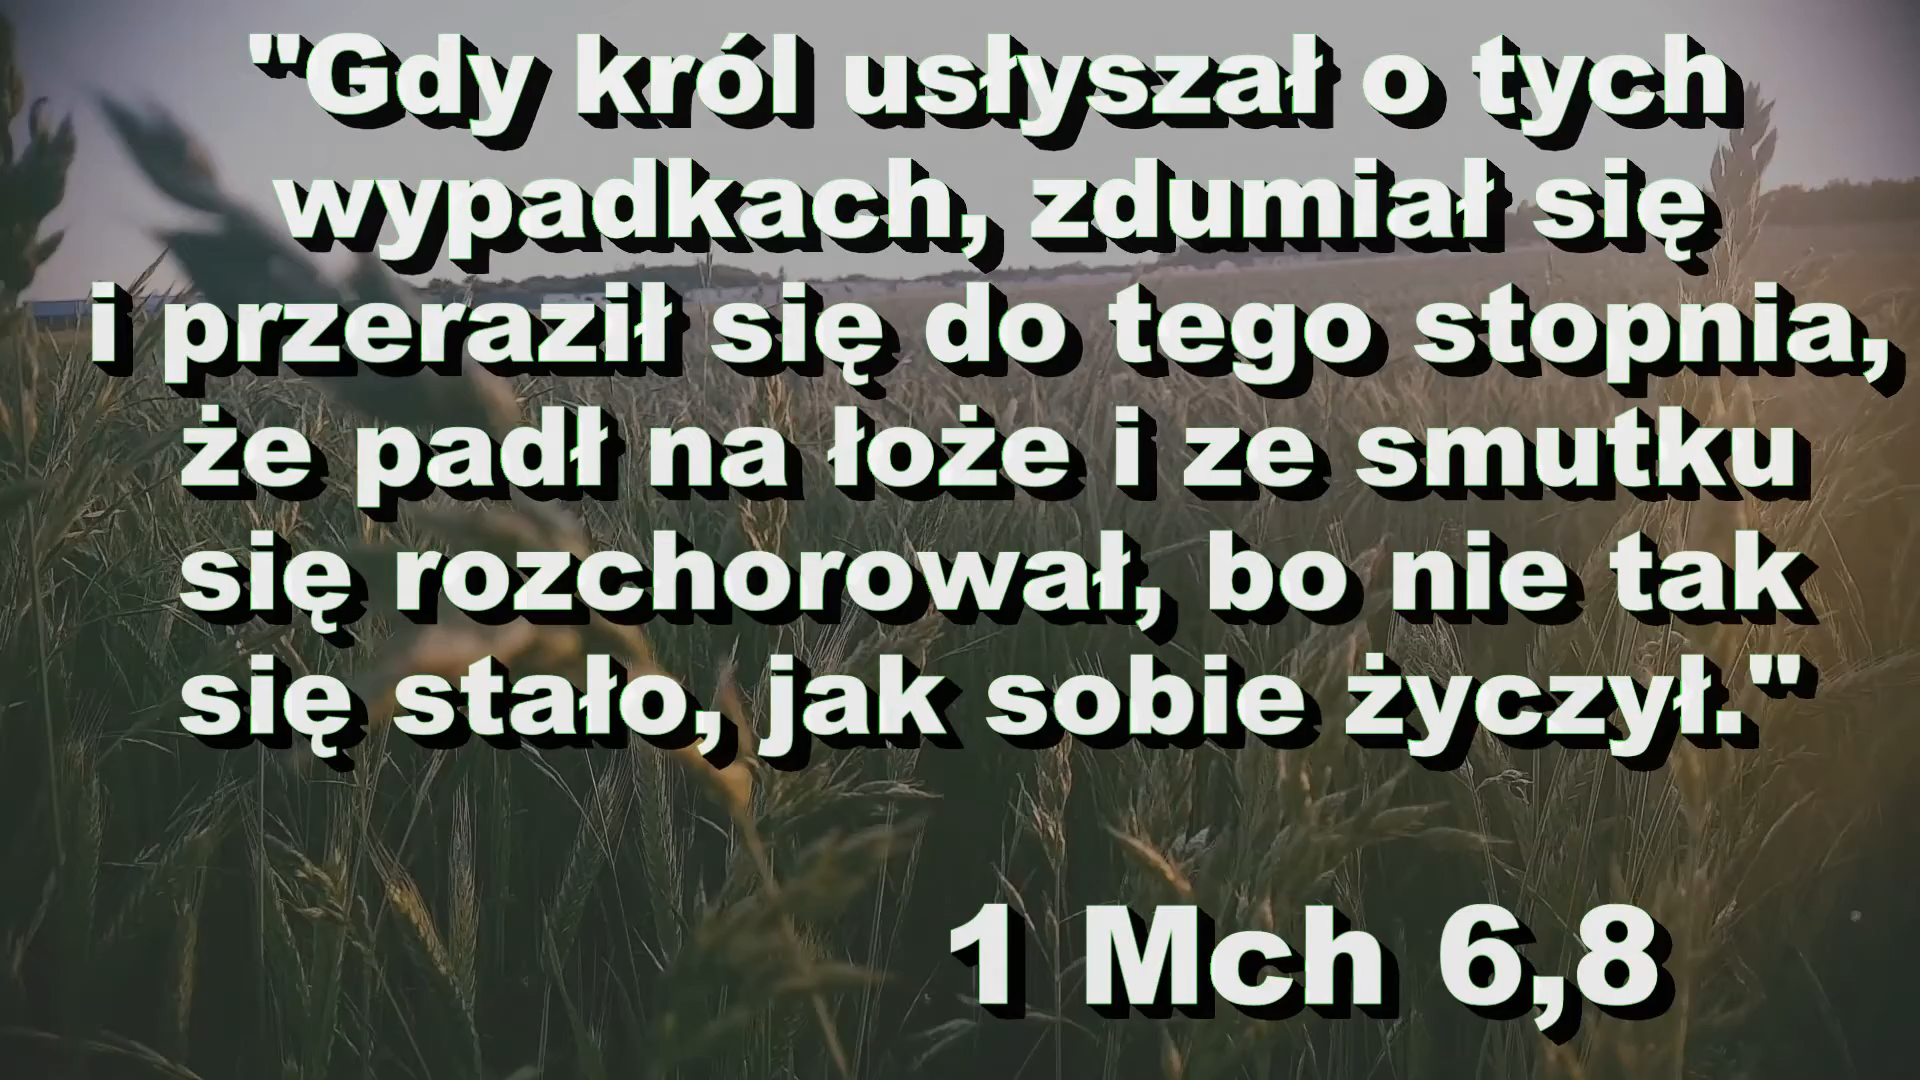 "Gdy król usłyszał o tych
wypadkach, zdumiał się
i przeraził się do tego stopnia,
że padł na łoże i ze smutku
się rozchorował, bo nie tak
się stało, jak sobie życzył."
1 Mch 6,8